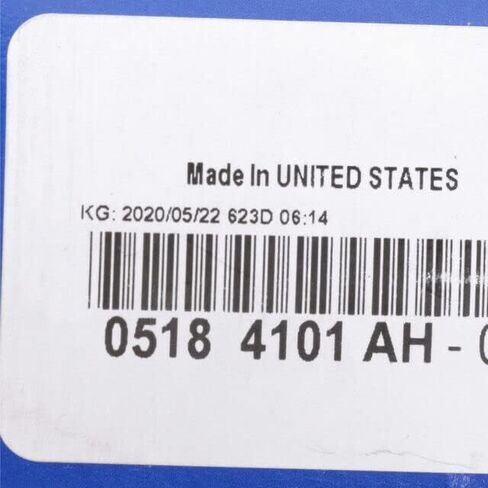 Made In UNITED STATES
KG: 2020/05/22 623D 06:14
0518 4101 AH -